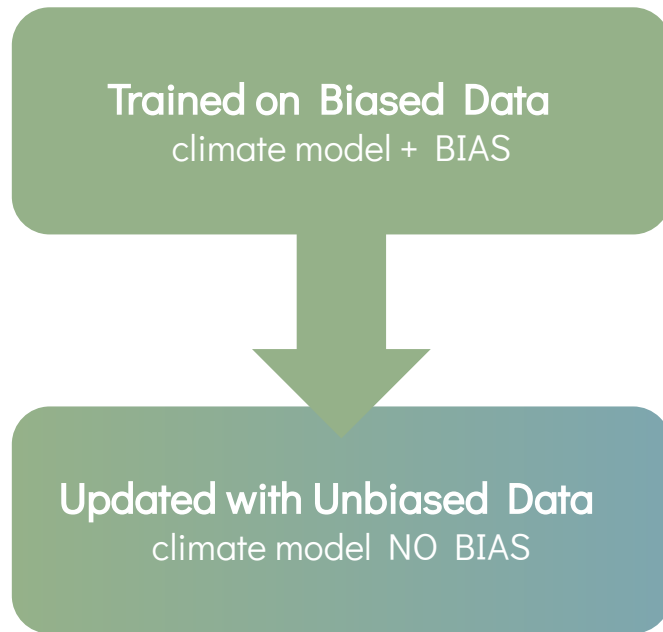 Trained on Biased Data
climate model + BIAS
Updated with Unbiased Data
climate model NO BIAS